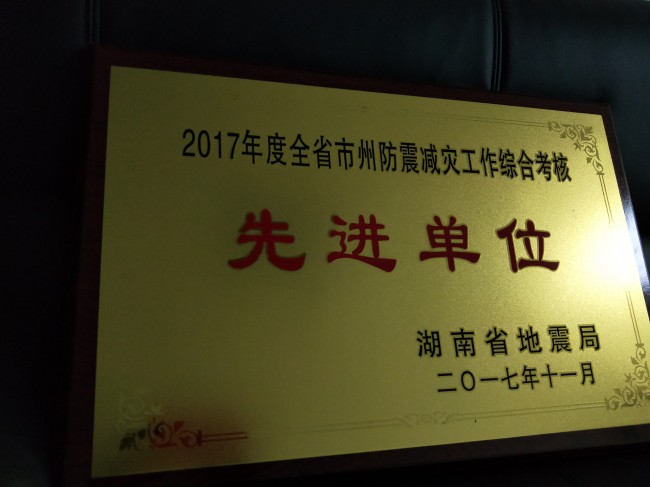 2017年度全省市州防震减灾工作综合考核
先进单位
湖南省地震局
二〇一七年十一月